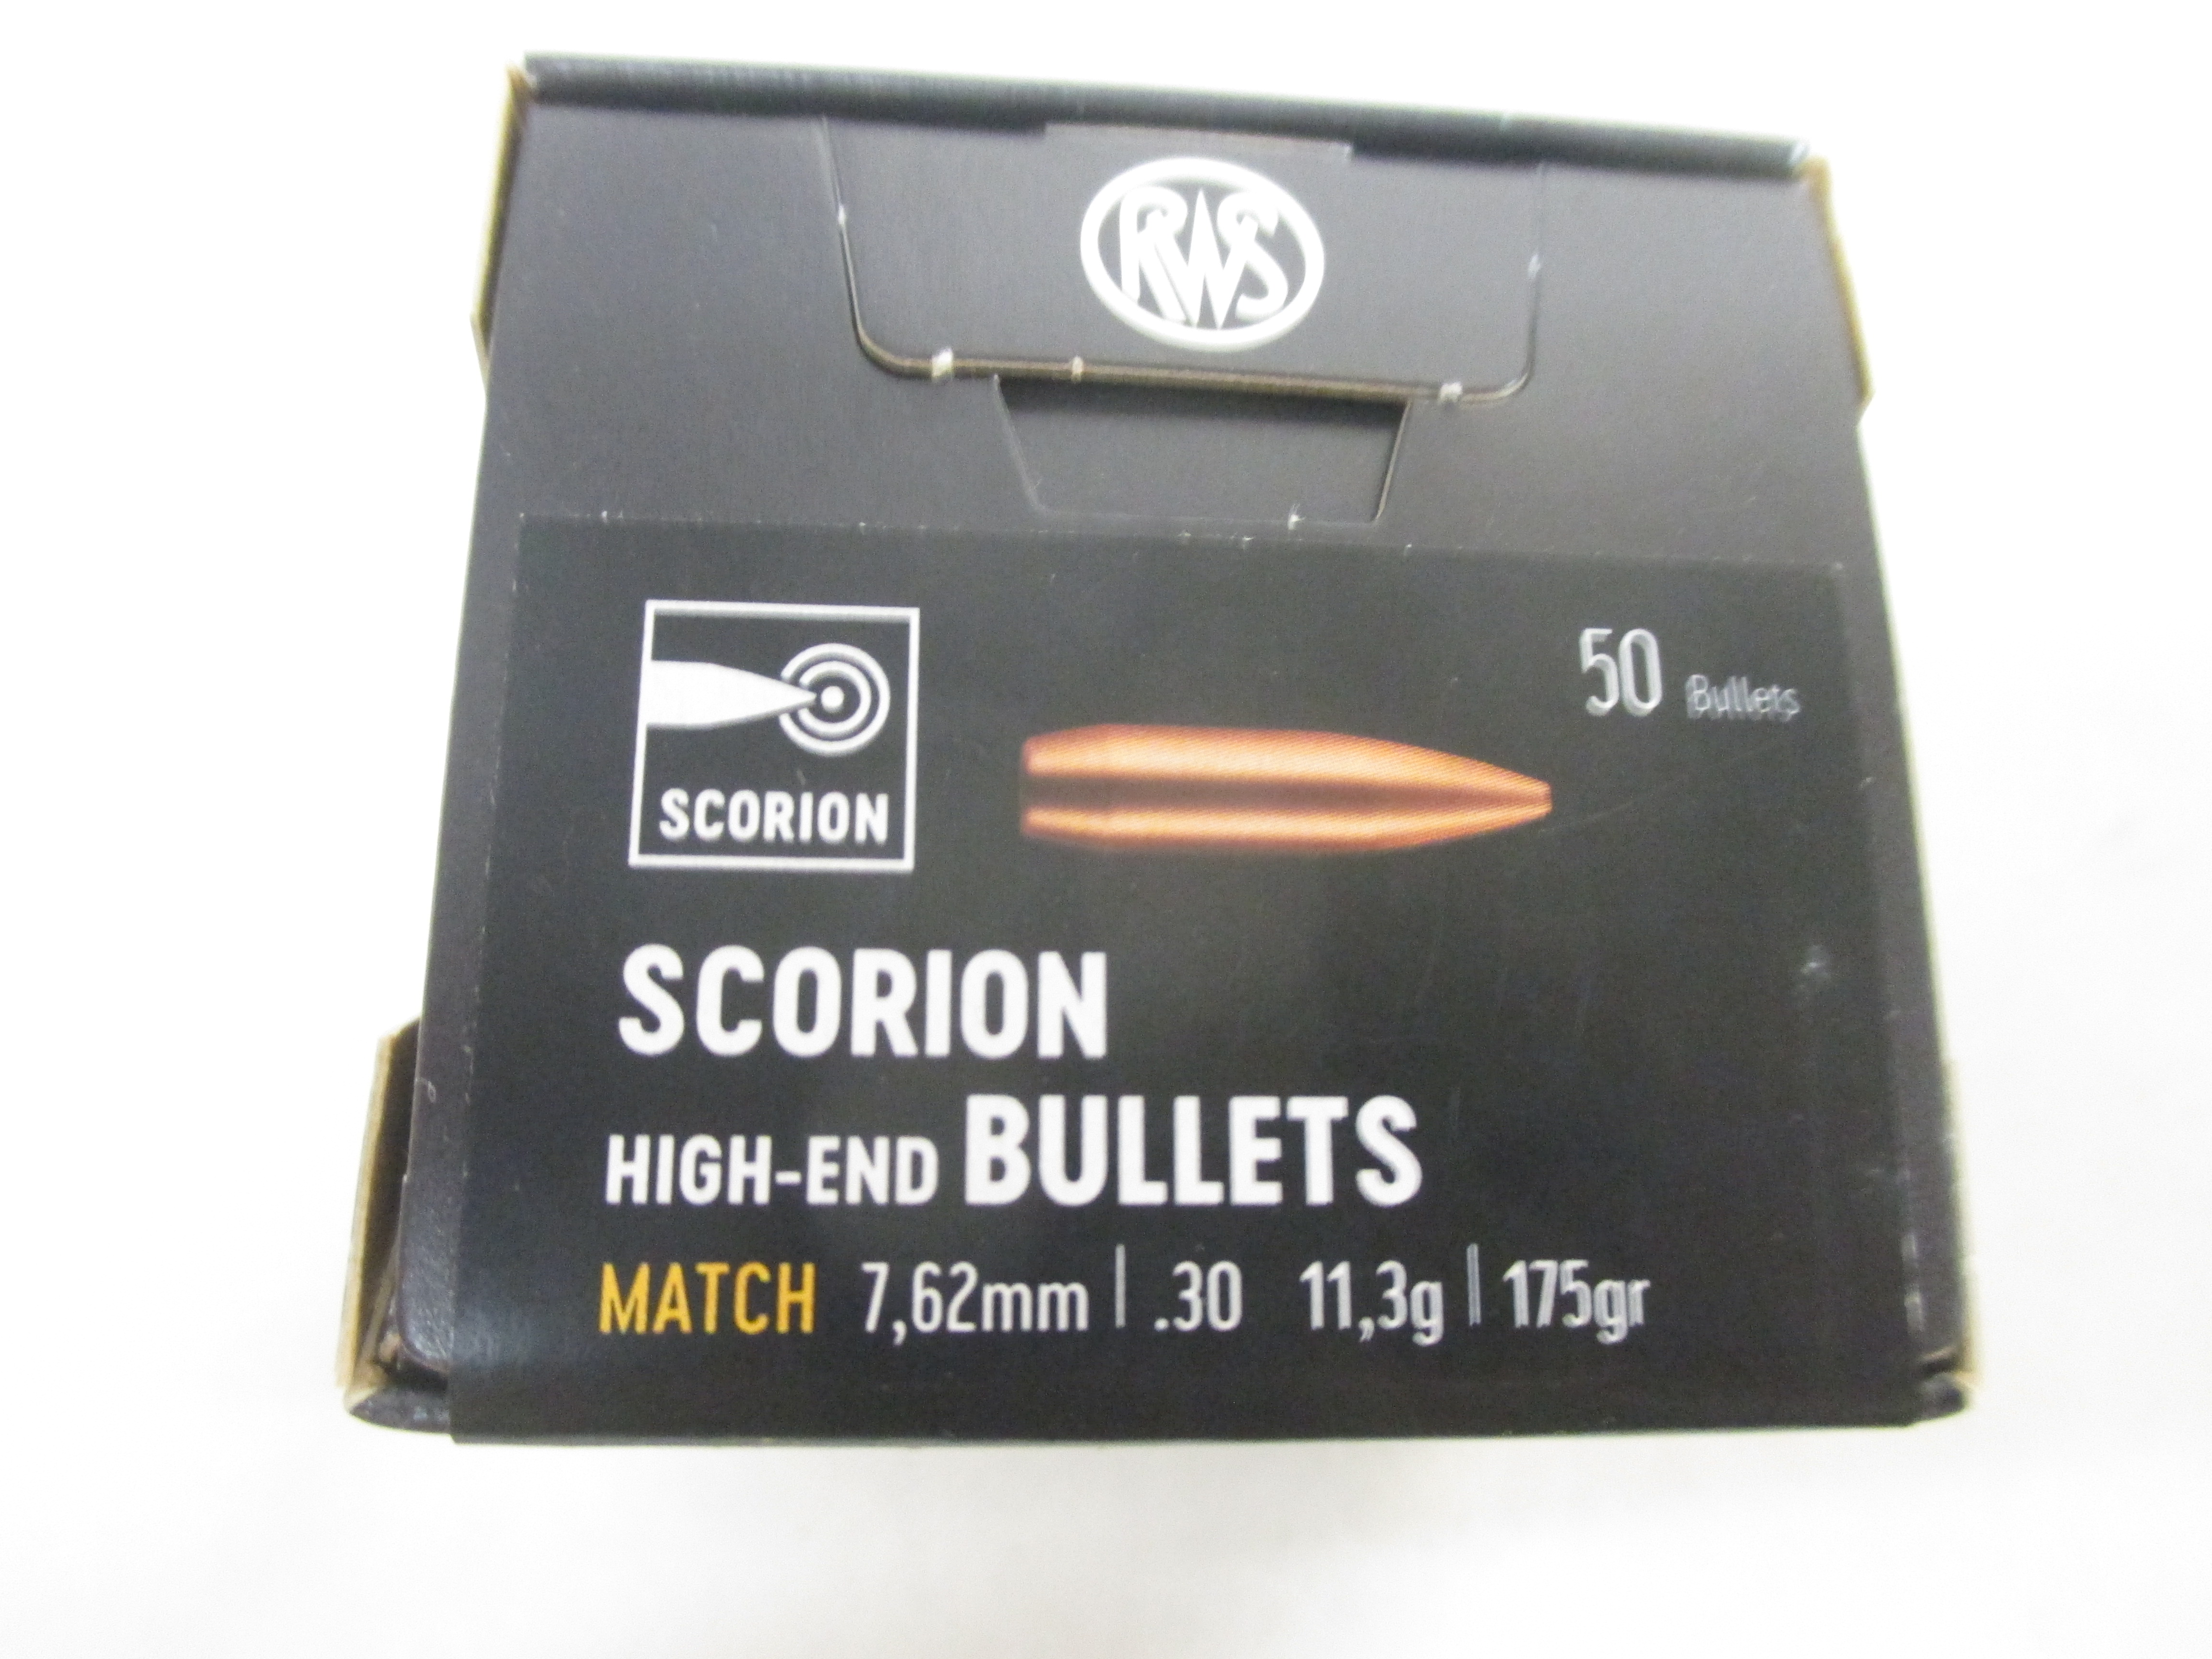 RWS
50 Bullets
SCORION
SCORION
HIGH-END BULLETS
MATCH 7,62mm | .30 11,3g | 175gr